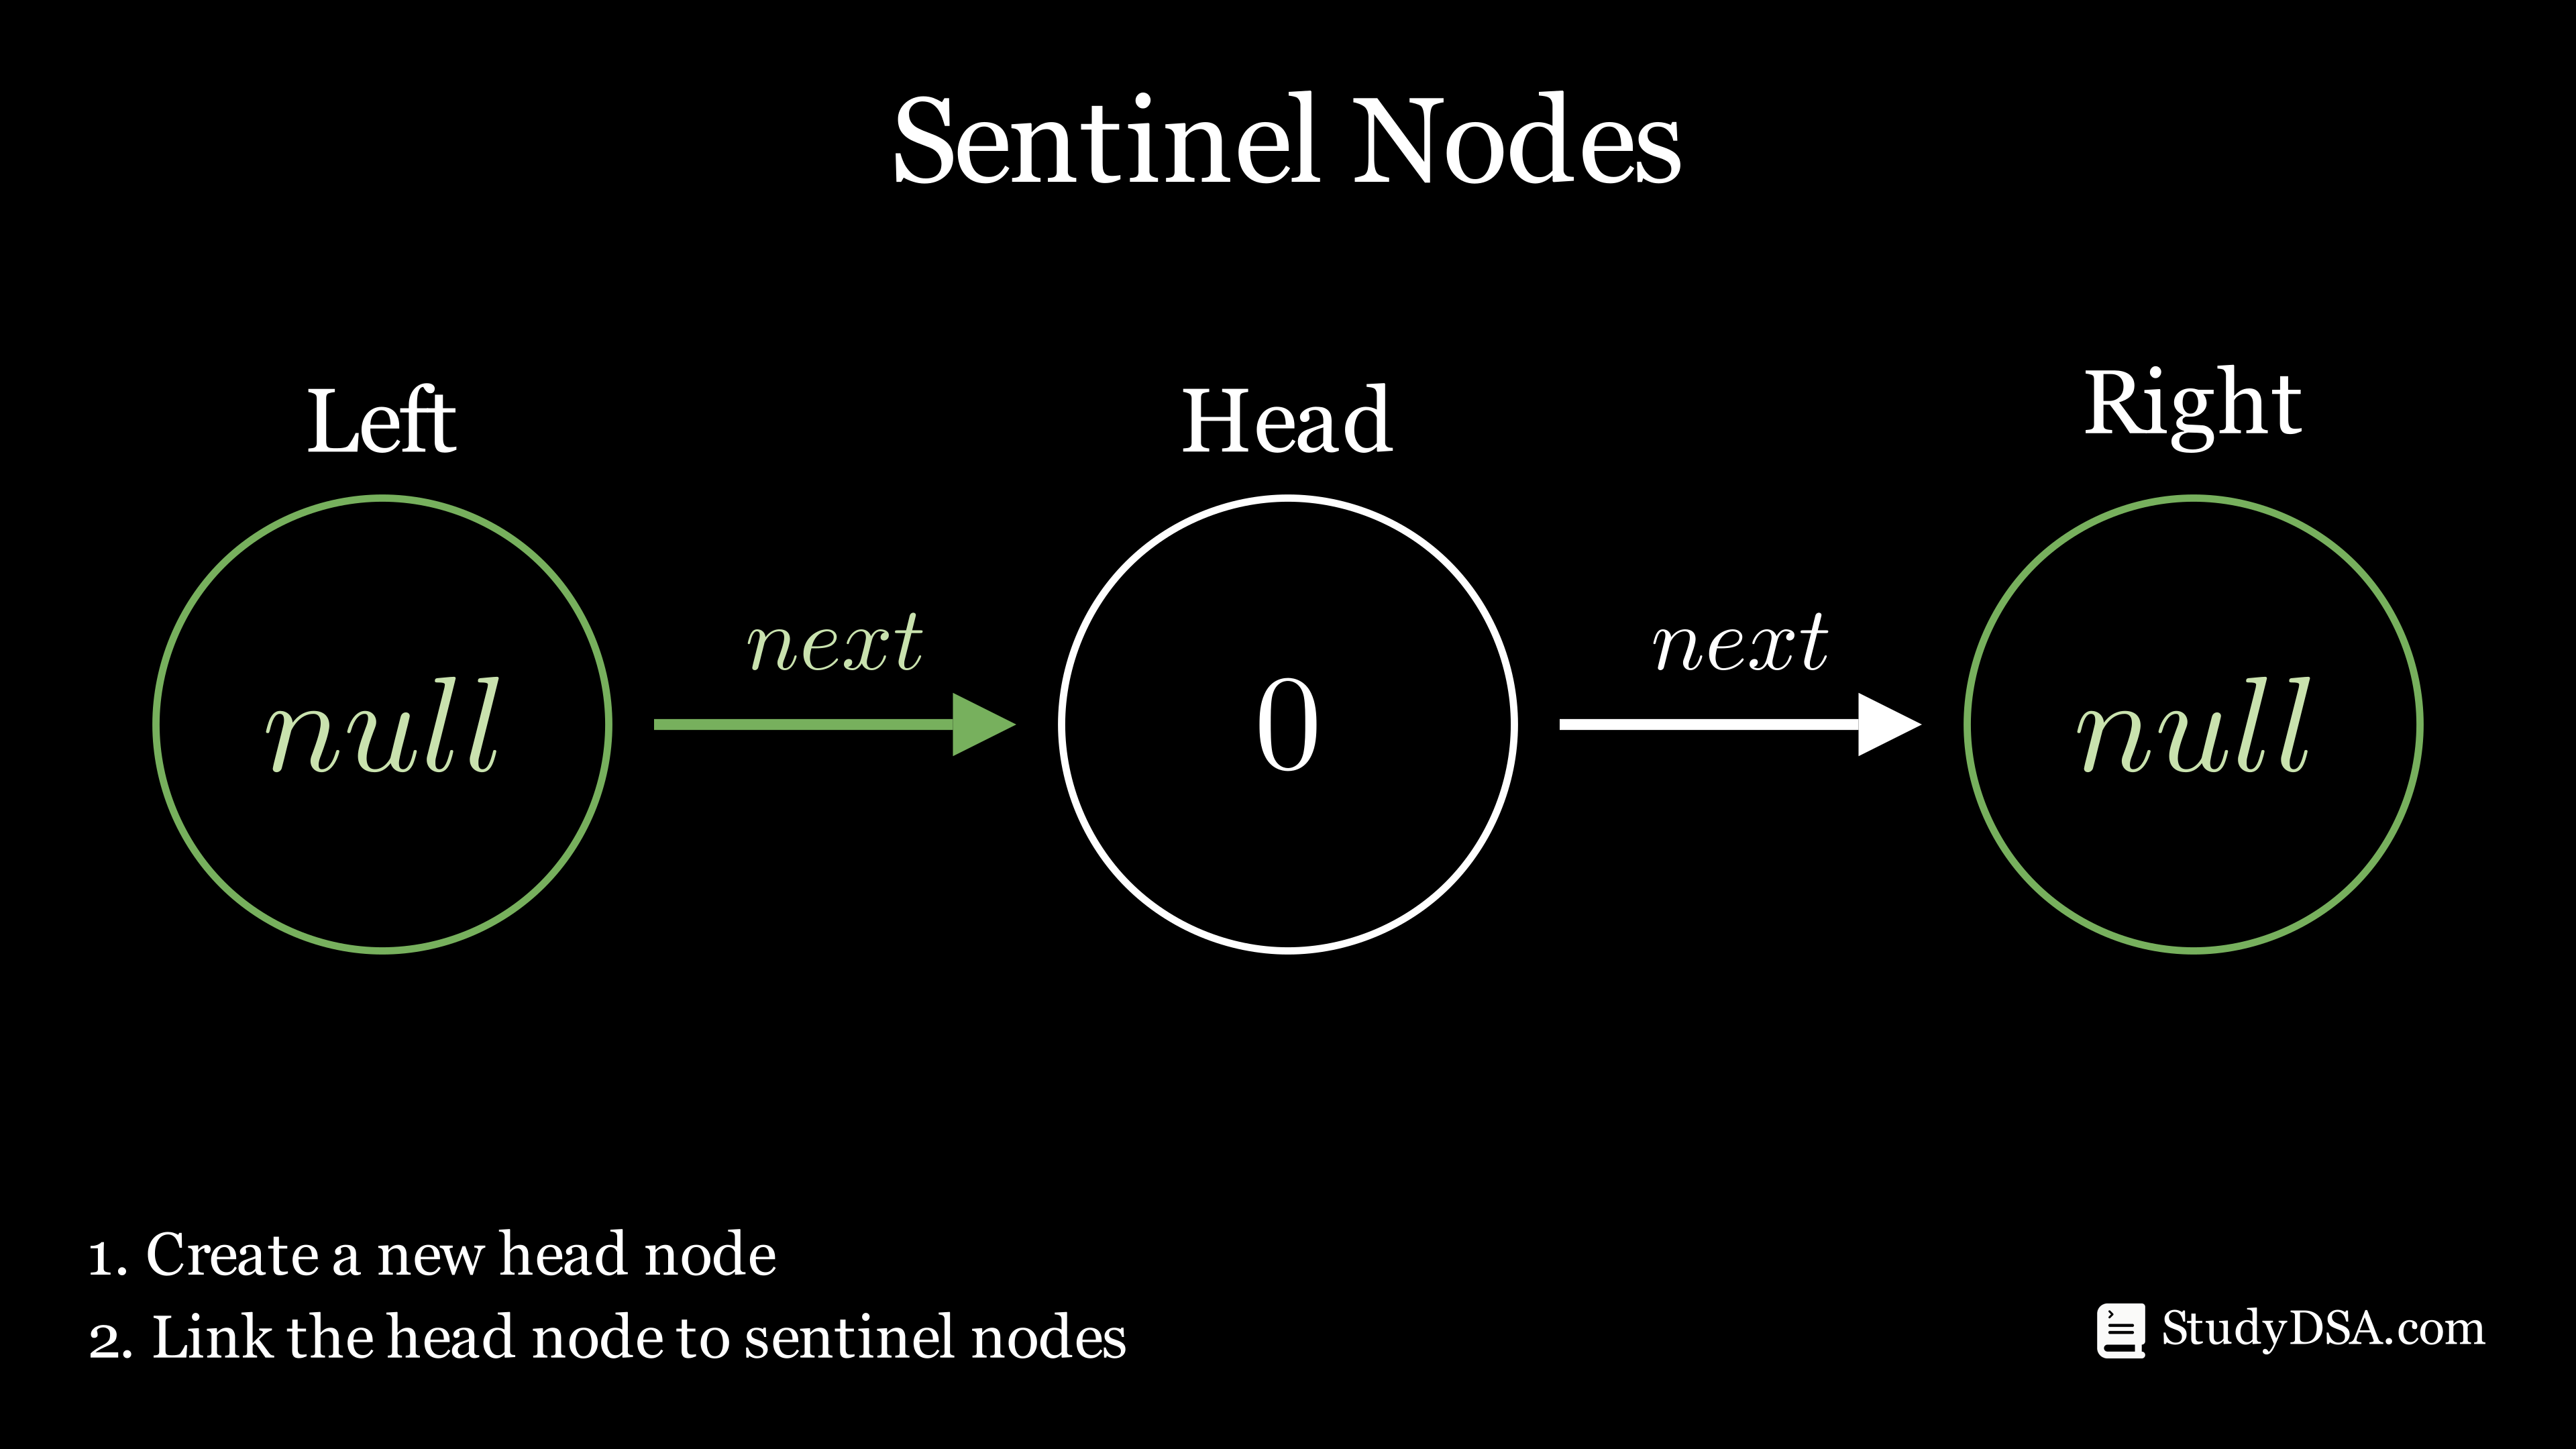 Sentinel Nodes
Left
Head
Right
null
next
0
next
null
1. Create a new head node
2. Link the head node to sentinel nodes
StudyDSA.com